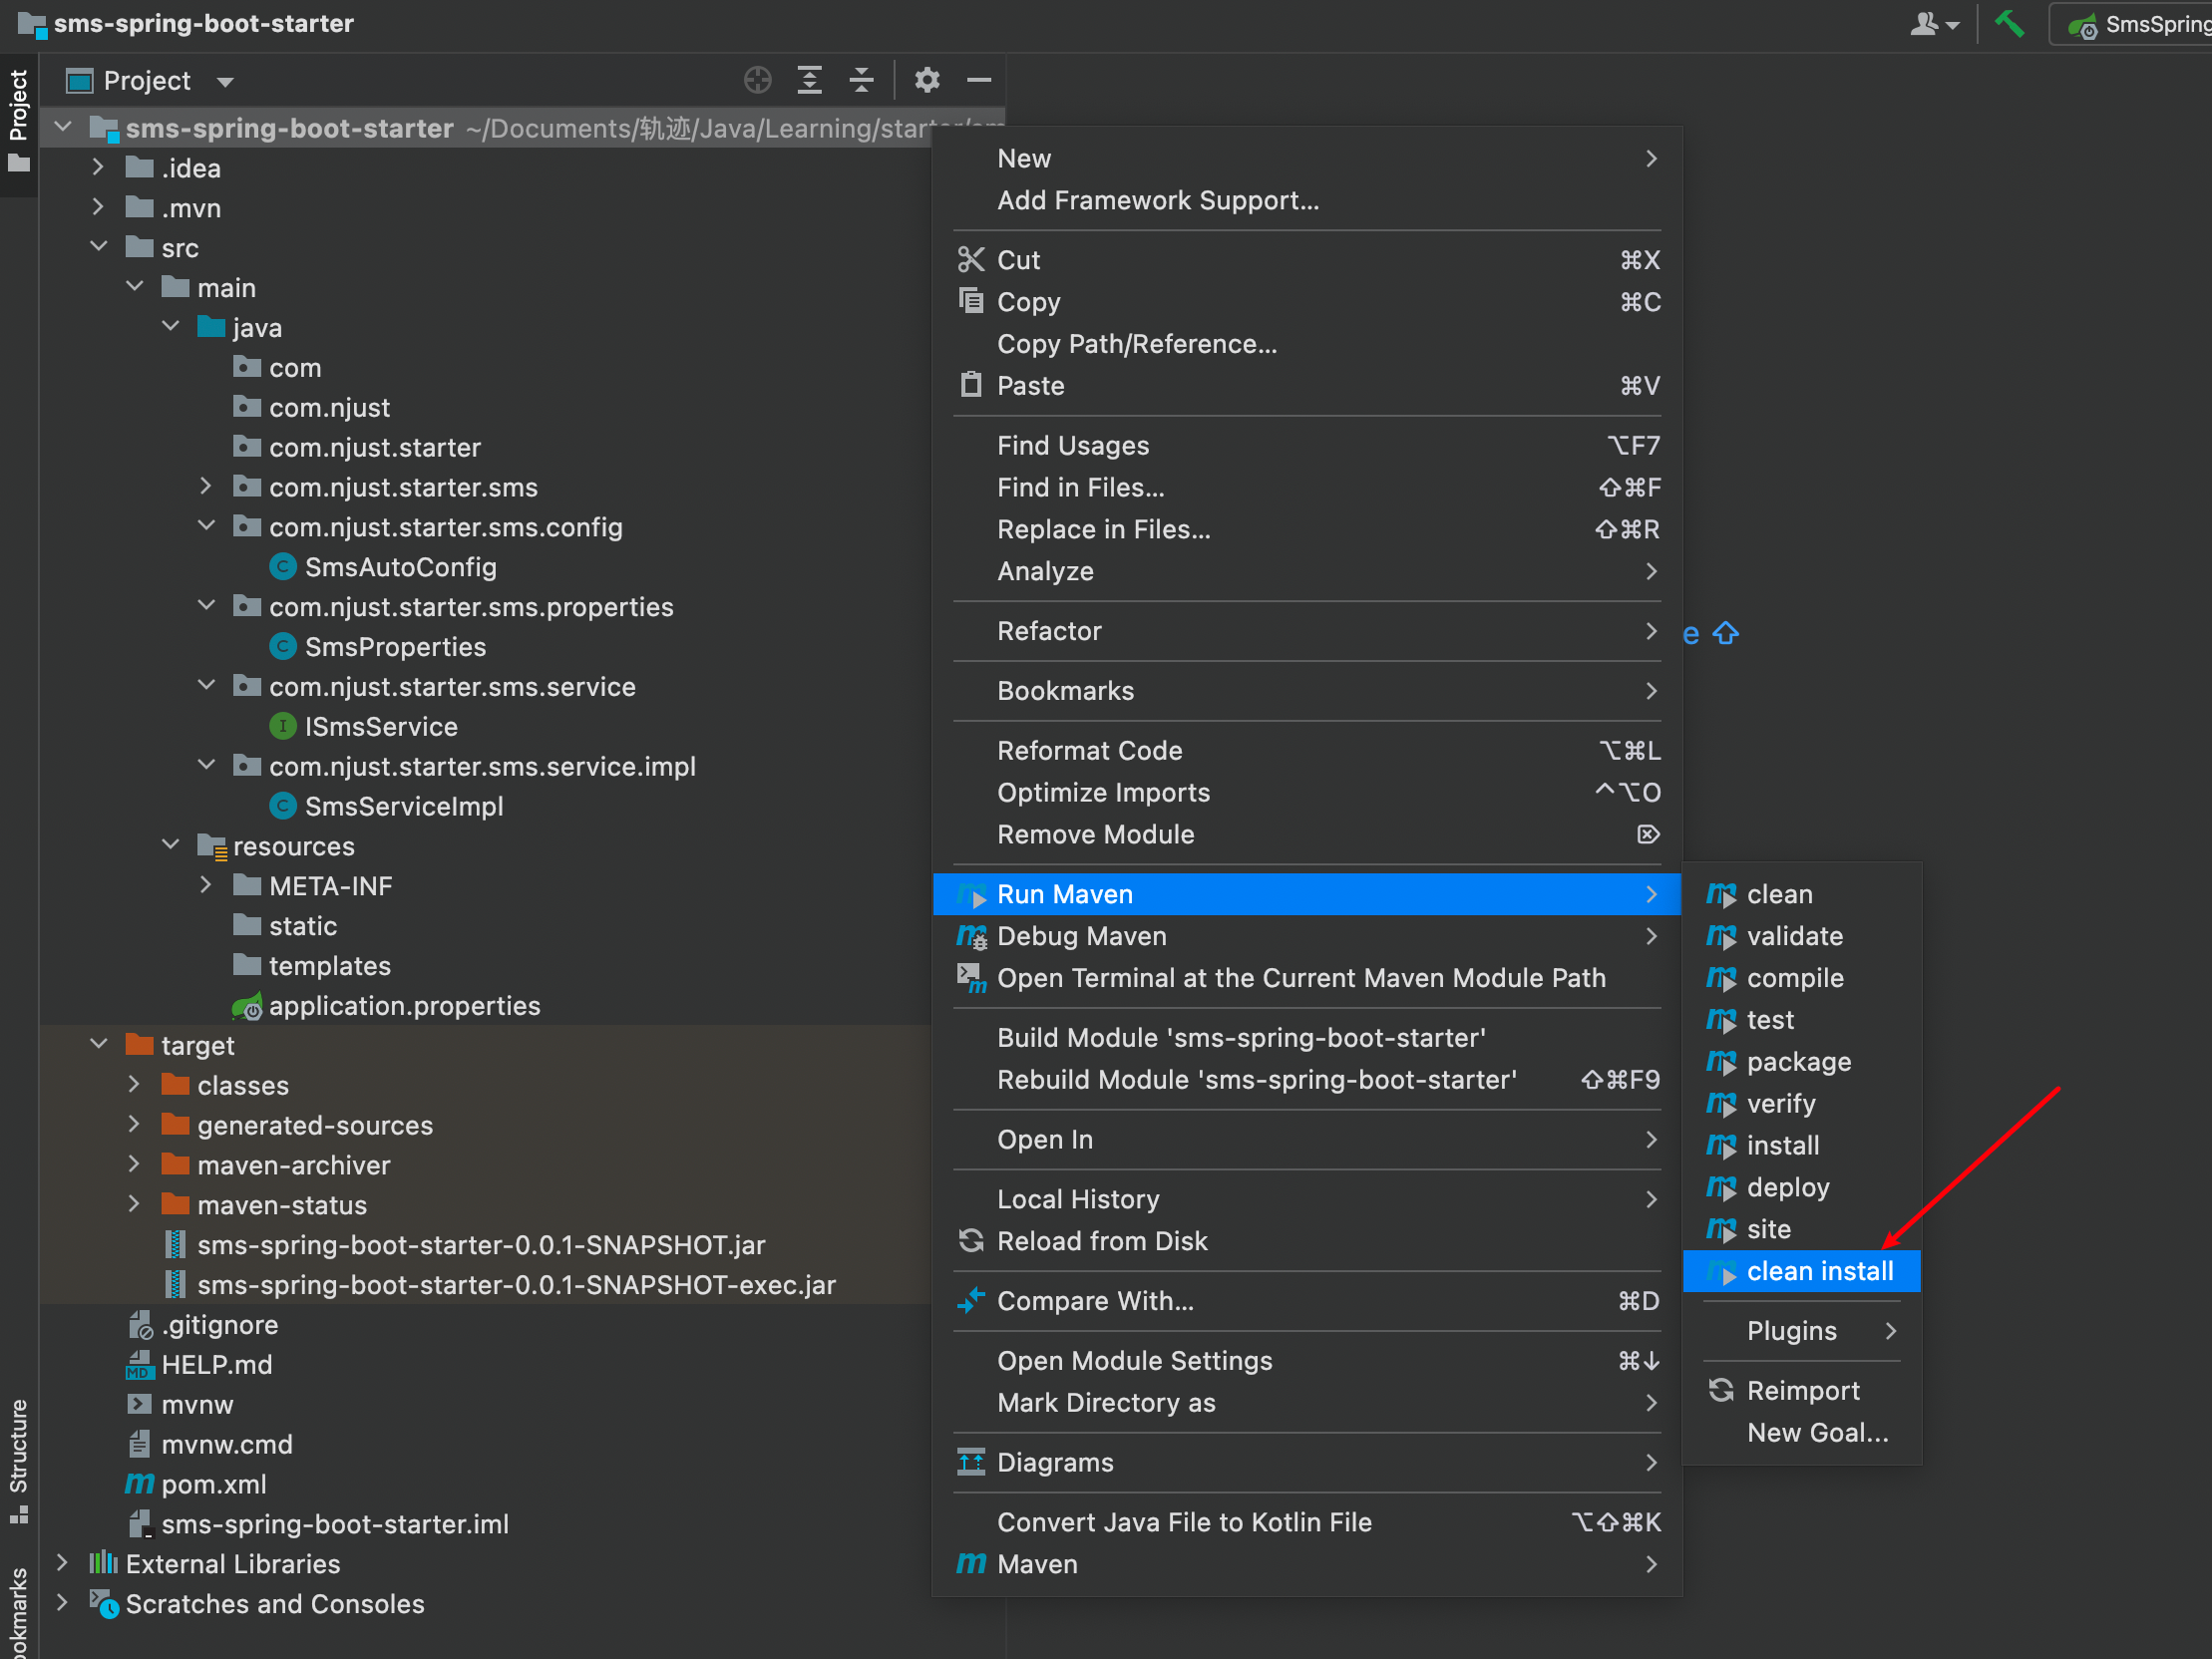 sms-spring-boot-starter
SmsSpring
Project
Project
sms-spring-boot-starter ~/Documents/轨迹/Java/Learning/starter/sm
.idea
.mvn
src
main
java
com
com.njust
com.njust.starter
com.njust.starter.sms
com.njust.starter.sms.config
SmsAutoConfig
com.njust.starter.sms.properties
SmsProperties
com.njust.starter.sms.service
ISmsService
com.njust.starter.sms.service.impl
SmsServiceImpl
resources
META-INF
static
templates
application.properties
target
classes
generated-sources
maven-archiver
maven-status
sms-spring-boot-starter-0.0.1-SNAPSHOT.jar
sms-spring-boot-starter-0.0.1-SNAPSHOT-exec.jar
.gitignore
HELP.md
mvnw
mvnw.cmd
pom.xml
sms-spring-boot-starter.iml
External Libraries
Scratches and Consoles
Structure
ookmarks
New
Add Framework Support...
Cut ⌘X
Copy ⌘C
Copy Path/Reference...
Paste ⌘V
Find Usages ⌥F7
Find in Files... ⇧⌘F
Replace in Files... ⇧⌘R
Analyze
Refactor
Bookmarks
Reformat Code ⌥⌘L
Optimize Imports ^⌥O
Remove Module ⌦
Run Maven
Debug Maven
Open Terminal at the Current Maven Module Path
Build Module 'sms-spring-boot-starter'
Rebuild Module 'sms-spring-boot-starter' ⇧⌘F9
Open In
Local History
Reload from Disk
Compare With... ⌘D
Open Module Settings ⌘↓
Mark Directory as
Diagrams
Convert Java File to Kotlin File ⌥⇧⌘K
Maven
e ⇧
clean
validate
compile
test
package
verify
install
deploy
site
clean install
Plugins
Reimport
New Goal...